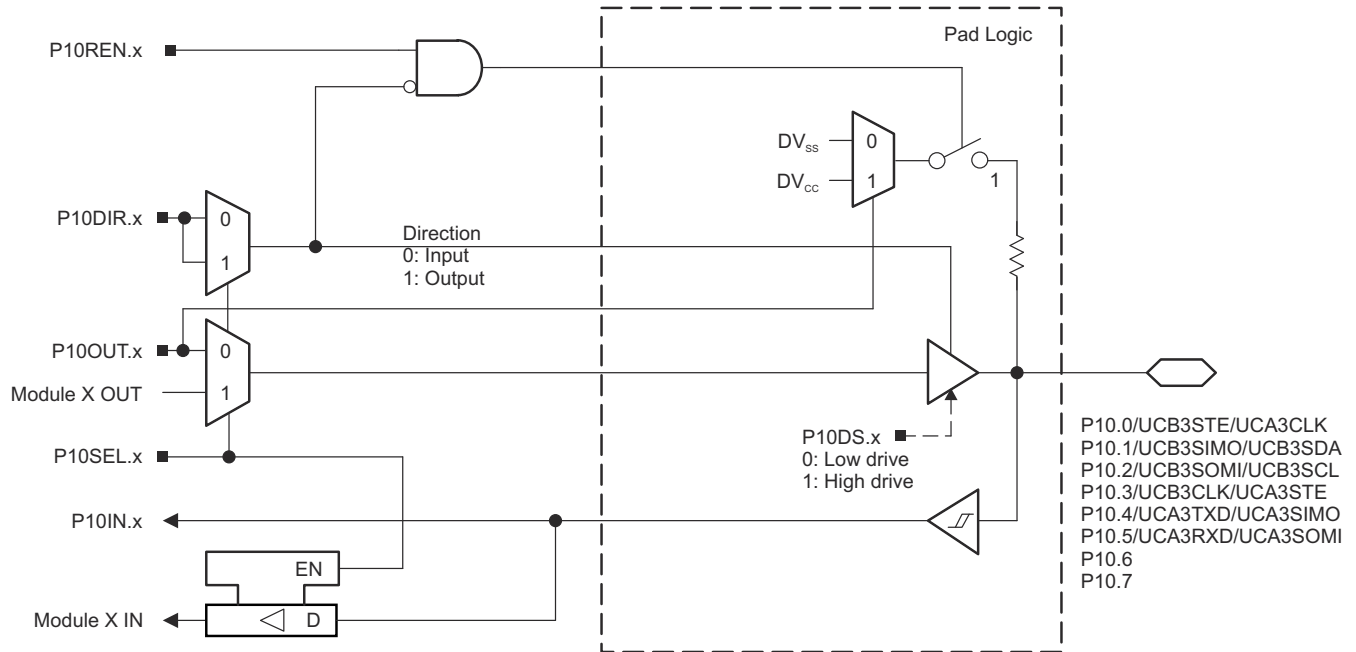 Pad Logic
P10REN.x
DVSS
0
DVCC
1
1
P10DIR.x
0
1
Direction
0: Input
1: Output
P10OUT.x
0
Module X OUT
1
P10DS.x
0: Low drive
1: High drive
P10SEL.x
P10IN.x
EN
Module X IN
D
P10.0/UCB3STE/UCA3CLK
P10.1/UCB3SIMO/UCB3SDA
P10.2/UCB3SOMI/UCB3SCL
P10.3/UCB3CLK/UCA3STE
P10.4/UCA3TXD/UCA3SIMO
P10.5/UCA3RXD/UCA3SOMI
P10.6
P10.7